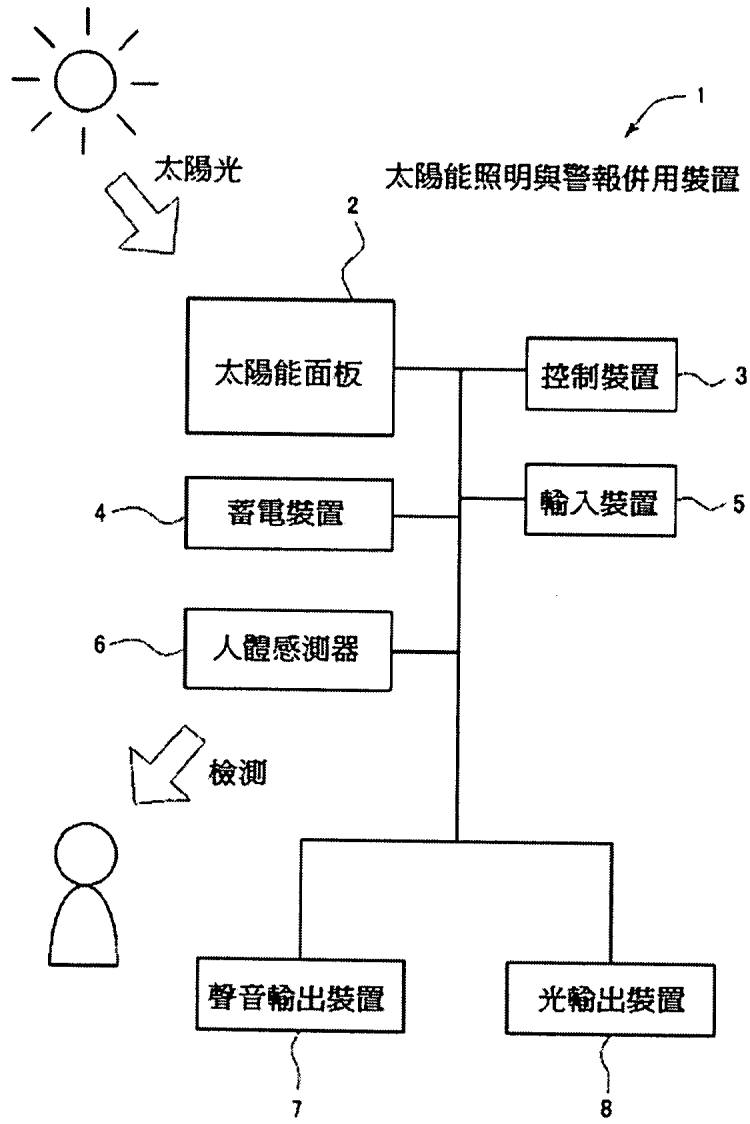 1
太陽光
太陽能照明與警報併用裝置
2
太陽能面板
控制裝置
3
4
蓄電裝置
輸入裝置
5
6
人體感測器
檢測
聲音輸出裝置
光輸出裝置
7
8